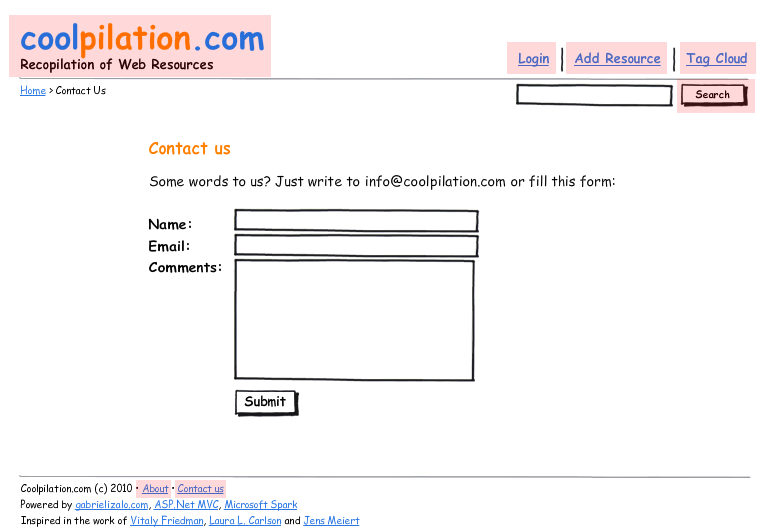 coolpilation.com
Recopilation of Web Resources
Login | Add Resource | Tag Cloud
Home > Contact Us
Search
Contact us
Some words to us? Just write to info@coolpilation.com or fill this form:
Name:
Email:
Comments:
Submit
Coolpilation.com (c) 2010 • About • Contact us
Powered by gabrielizalo.com, ASP.Net MVC, Microsoft Spark
Inspired in the work of Vitaly Friedman, Laura L. Carlson and Jens Meiert